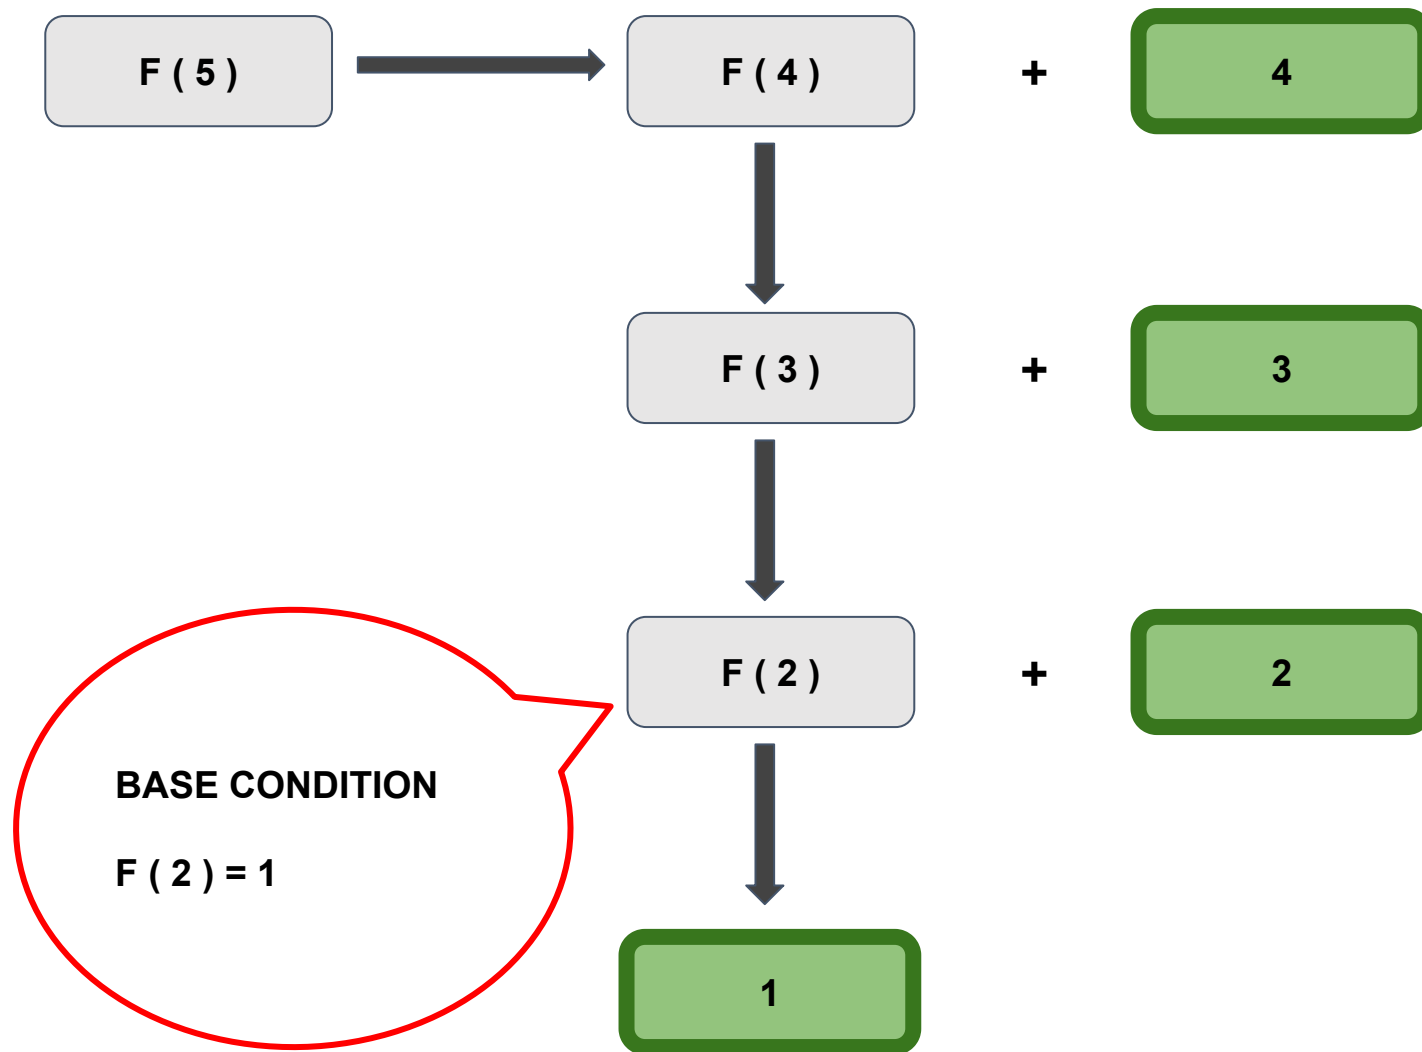 F ( 5 ) F ( 4 ) + 4
F ( 3 ) + 3
F ( 2 ) + 2
BASE CONDITION
F ( 2 ) = 1
1